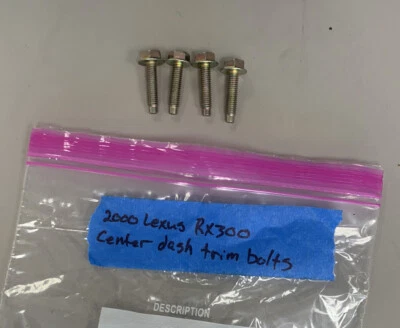 2000 Lexus RX300
Center dash trim bolts
DESCRIPTION